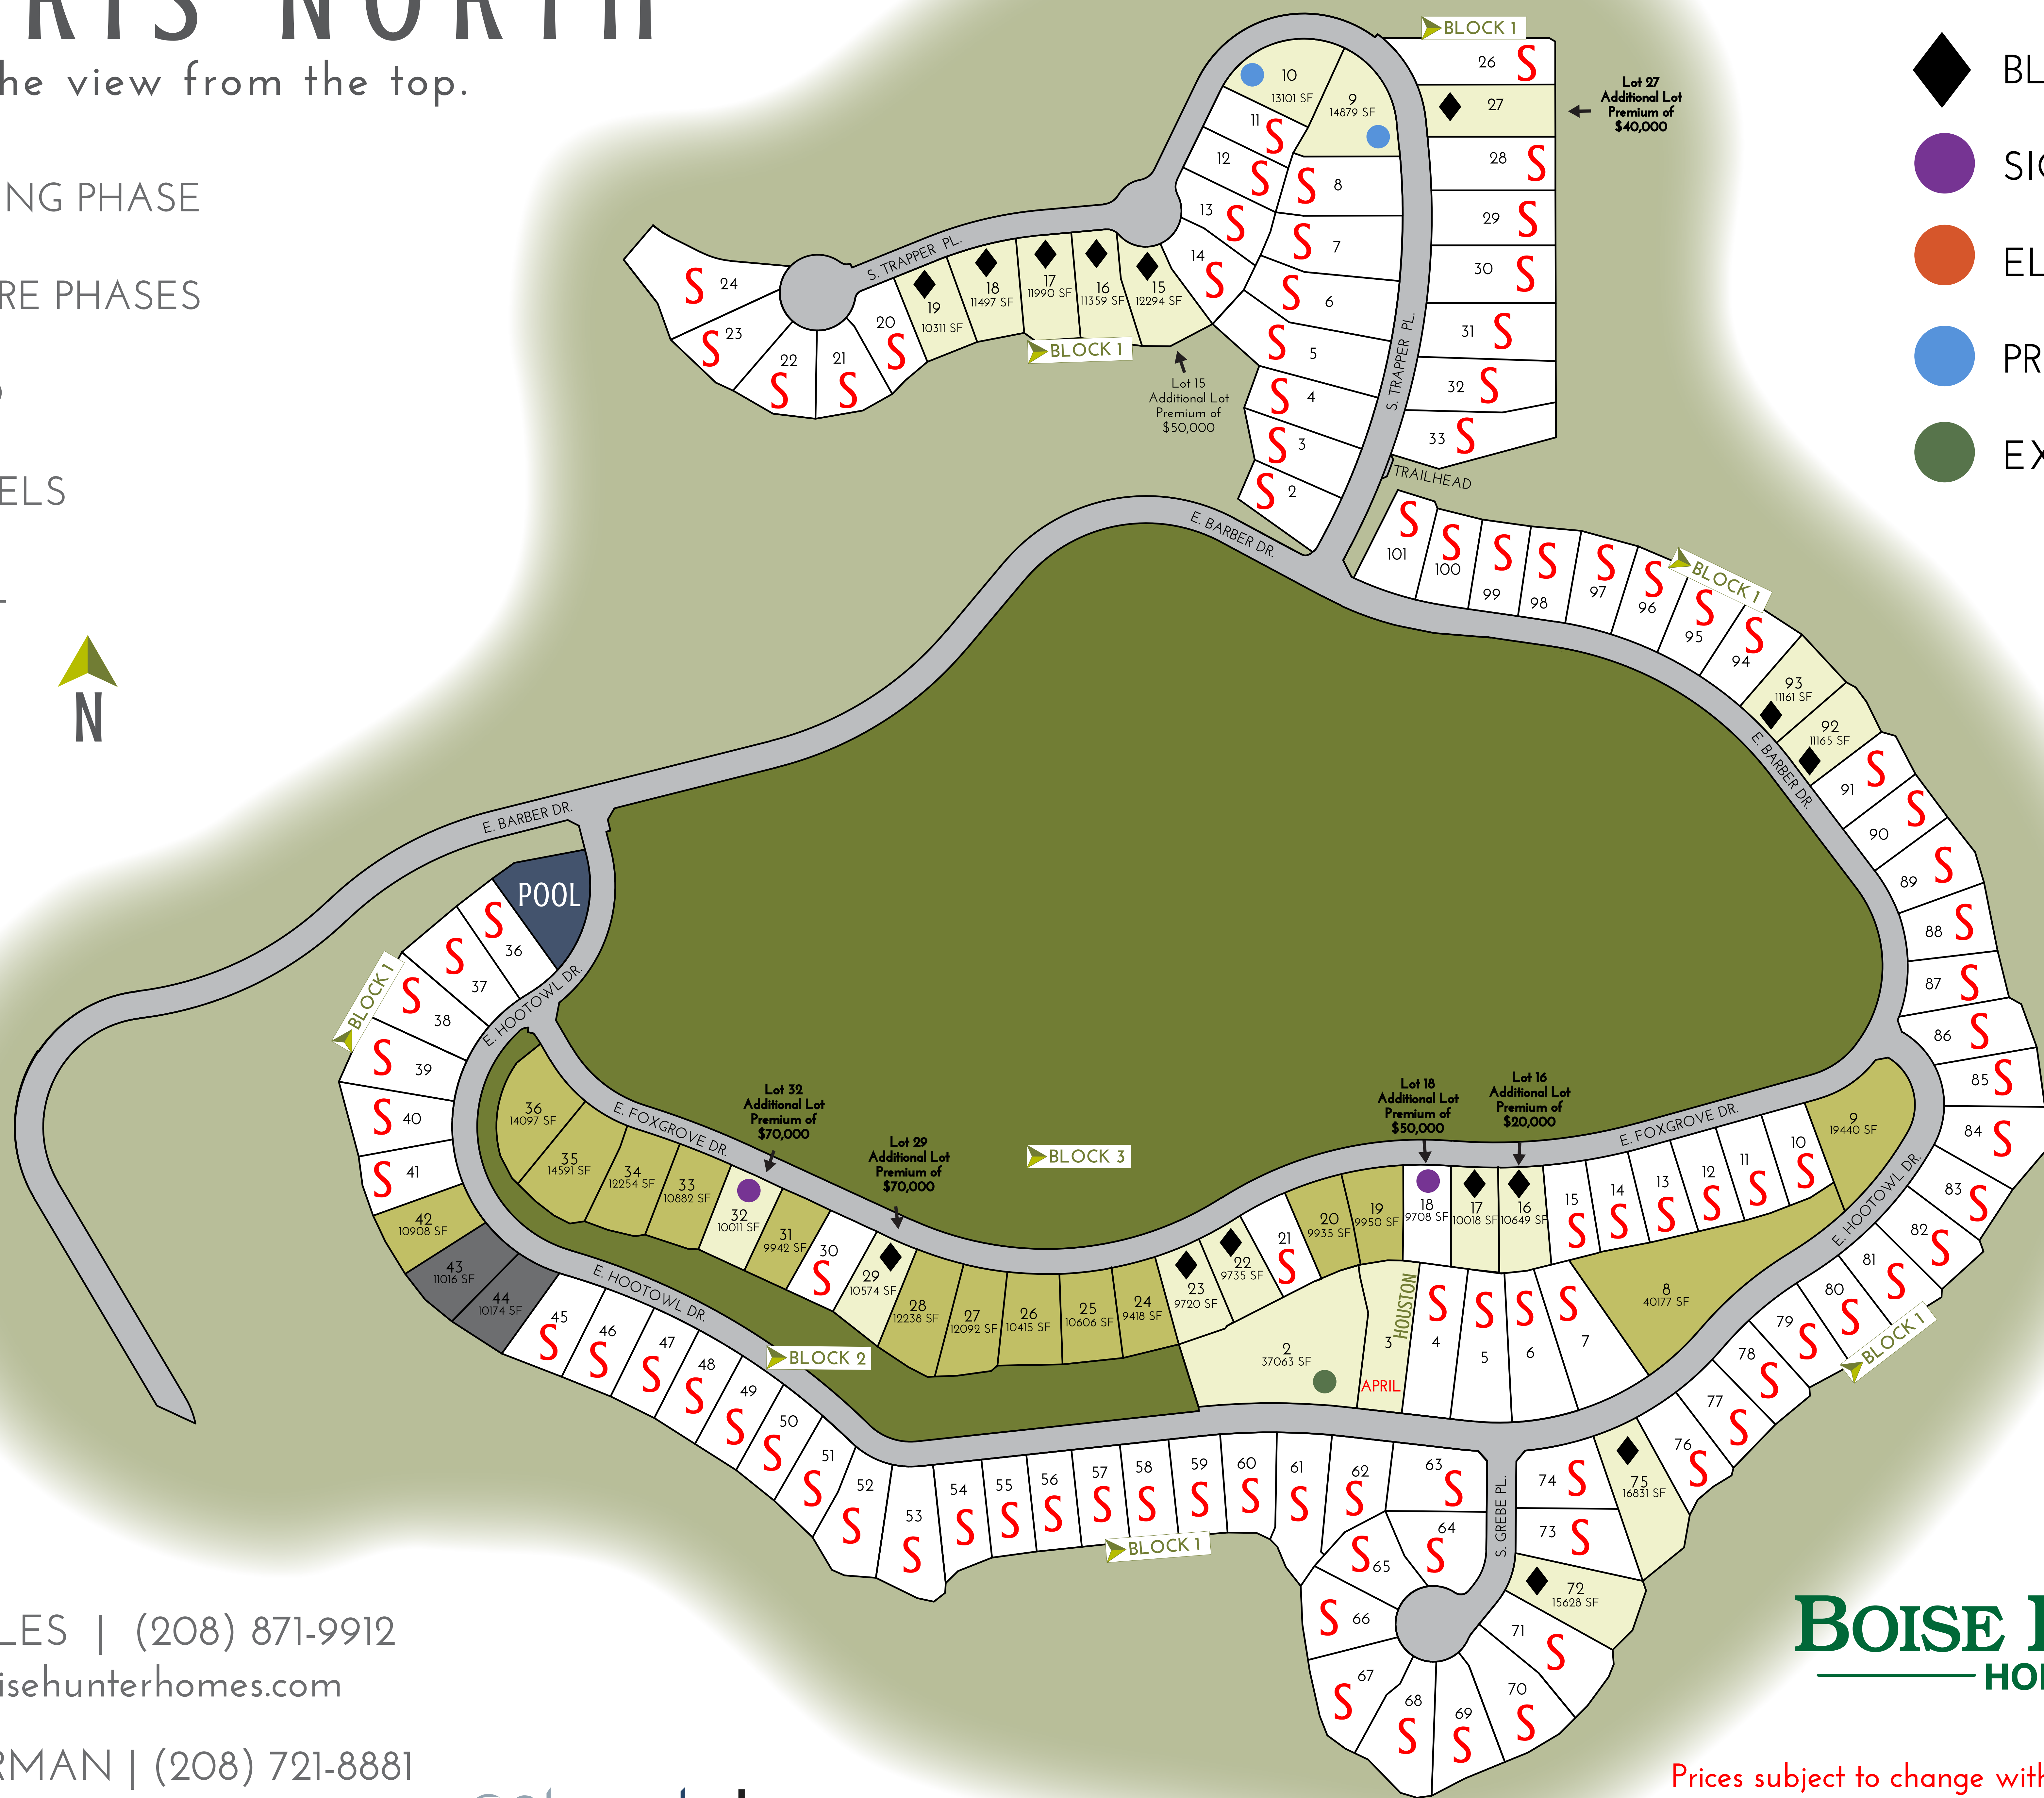 RIS NORTH
he view from the top.
NG PHASE
RE PHASES
ELS
N
BL
SI
EL
PR
EX
BLOCK 1
26 S
27
Lot 27
Additional Lot
Premium of
$40,000
28 S
29 S
30 S
31 S
32 S
33 S
TRAILHEAD
10
13101 SF
9
14879 SF
11 S
12 S
13 S
14 S
S 8
S 7
S 6
S 5
S 4
S 3
S 2
S. TRAPPER PL.
S. TRAPPER PL.
15
12294 SF
16
11359 SF
17
11990 SF
18
11497 SF
19
10311 SF
20 S
21 S
22 S
23 S
24 S
BLOCK 1
Lot 15
Additional Lot
Premium of
$50,000
E. BARBER DR.
101 S
100 S
99 S
98 S
97 S
96 S
95 S
94 S
BLOCK 1
93
11161 SF
92
11165 SF
E. BARBER DR.
91 S
90 S
89 S
88 S
87 S
86 S
85 S
84 S
83 S
82 S
81 S
80 S
79 S
78 S
77 S
76 S
BLOCK 1
E. BARBER DR.
POOL
E. HOOTOWL DR.
36 S
37 S
38 S
39 S
40 S
41 S
BLOCK 1
42
10908 SF
43
11016 SF
44
10174 SF
36
14097 SF
35
14591 SF
34
12254 SF
33
10882 SF
32
10011 SF
31
9942 SF
30 S
29
10574 SF
28
12238 SF
27
12092 SF
26
10415 SF
25
10606 SF
24
9418 SF
23
9720 SF
22
9735 SF
21 S
20
9935 SF
19
9950 SF
18
9708 SF
17
10018 SF
16
10649 SF
15 S
14 S
13 S
12 S
11 S
10 S
9
19440 SF
8
40177 SF
E. FOXGROVE DR.
Lot 32
Additional Lot
Premium of
$70,000
Lot 29
Additional Lot
Premium of
$70,000
BLOCK 3
Lot 18
Additional Lot
Premium of
$50,000
Lot 16
Additional Lot
Premium of
$20,000
E. FOXGROVE DR.
E. HOOTOWL DR.
2
37063 SF
3
HOUSTON
APRIL
S 4
S 5
S 6
S 7
E. HOOTOWL DR.
BLOCK 2
45 S
46 S
47 S
48 S
49 S
50 S
51 S
52 S
53 S
54 S
55 S
56 S
57 S
58 S
59 S
60 S
61 S
62 S
63 S
64 S
65 S
66 S
67 S
68 S
69 S
70 S
71 S
72
15628 SF
73 S
74 S
75
16831 SF
BLOCK 1
S. GREBE PL.
LES | (208) 871-9912
isehunterhomes.com
RMAN | (208) 721-8881
BOISE
HO
Prices subject to change with